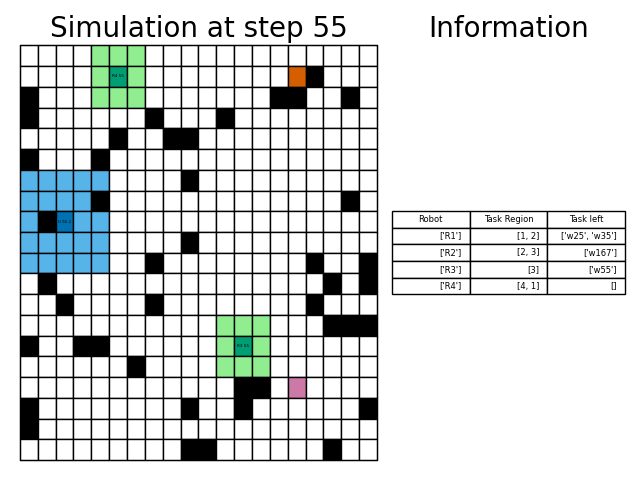 Simulation at step 55
Information
Robot Task Region Task left
['R1'] [1, 2] ['w25', 'w35']
['R2'] [2, 3] ['w167']
['R3'] [3] ['w55']
['R4'] [4, 1] []